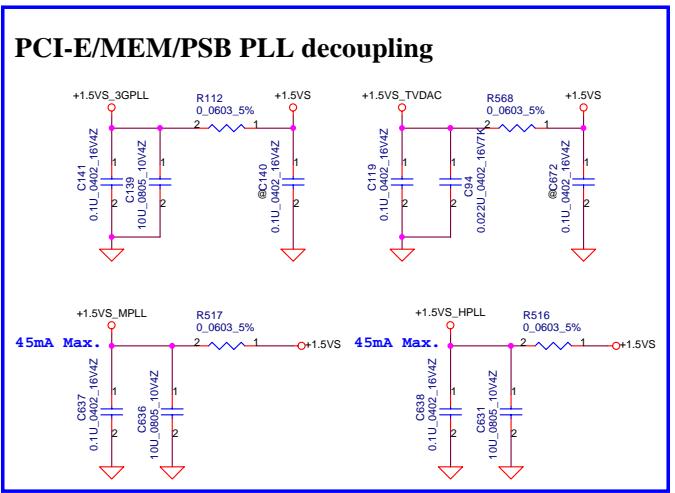 PCI-E/MEM/PSB PLL decoupling
+1.5VS_3GPLL
R112
0_0603_5%
+1.5VS
2
1
C141
0.1U_0402_16V4Z
1
2
C139
10U_0805_10V4Z
1
2
@C140
0.1U_0402_16V4Z
1
2
+1.5VS_TVDAC
R568
0_0603_5%
+1.5VS
2
1
C119
0.1U_0402_16V4Z
1
2
C94
0.022U_0402_16V7K
1
2
@C672
0.1U_0402_16V4Z
1
2
+1.5VS_MPLL
R517
0_0603_5%
45mA Max.
2
1
+1.5VS
C637
0.1U_0402_16V4Z
1
2
C636
10U_0805_10V4Z
1
2
+1.5VS_HPLL
R516
0_0603_5%
45mA Max.
2
1
+1.5VS
C638
0.1U_0402_16V4Z
1
2
C631
10U_0805_10V4Z
1
2